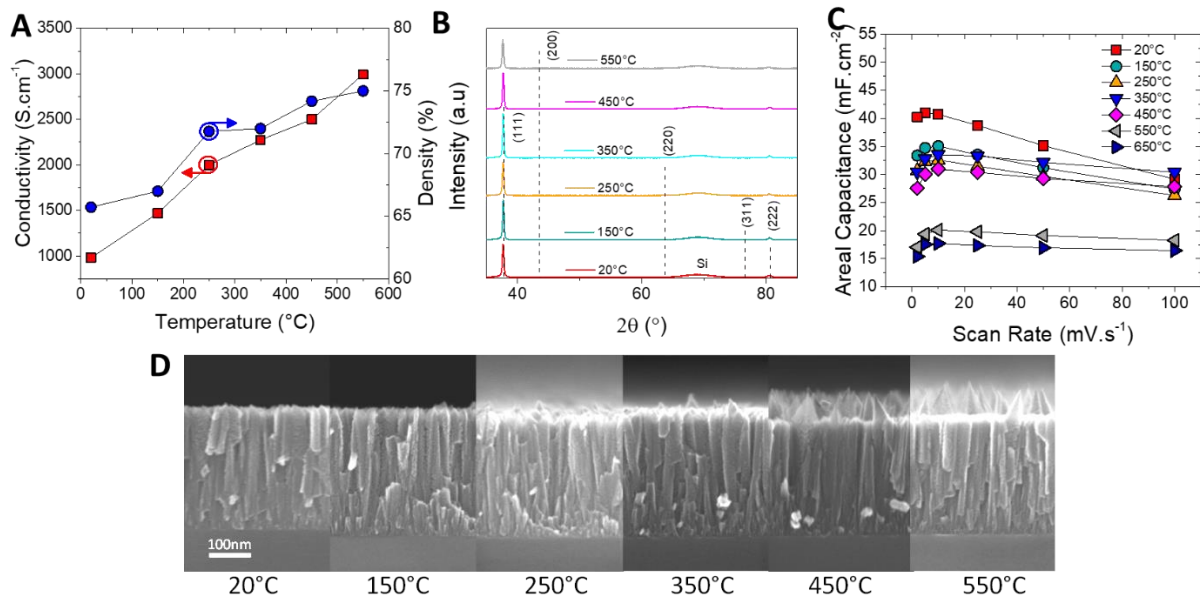 A
Conductivity (S.cm⁻¹)
3500
3000
2500
2000
1500
1000
80
75
70
65
60
Density (%)
0 100 200 300 400 500 600
Temperature (°C)
B
Intensity (a.u)
(200)
550°C
450°C
(111)
350°C
(220)
250°C
(311)
(222)
150°C
Si
20°C
40 60 80
2θ (°)
C
Areal Capacitance (mF.cm⁻²)
55
50
45
40
35
30
25
20
15
10
20°C
150°C
250°C
350°C
450°C
550°C
650°C
0 20 40 60 80 100
Scan Rate (mV.s⁻¹)
D
100nm
20°C 150°C 250°C 350°C 450°C 550°C